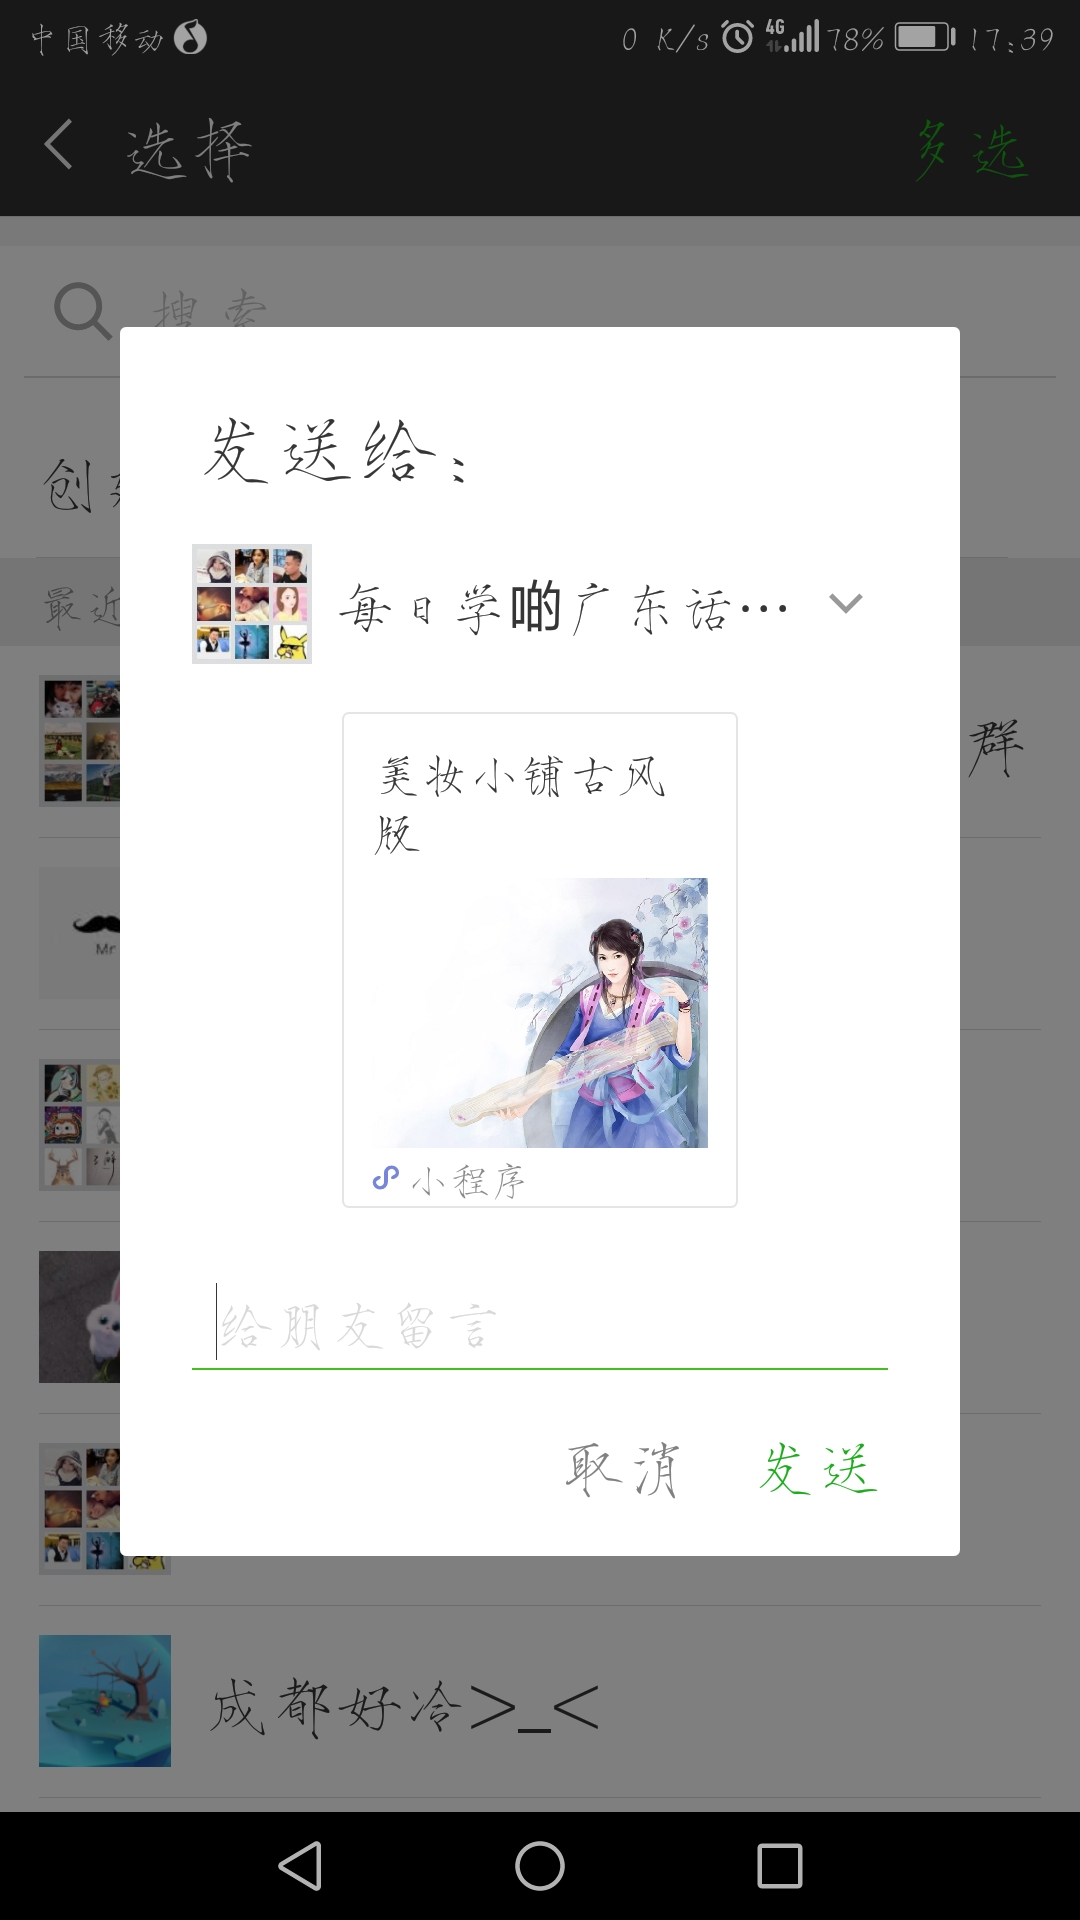 中国移动 0 K/s 4G 78% 17:39
选择 多选
搜索
创
发送给：
最近
每日学啲广东话…
群
美妆小铺古风
版
Mr
小程序
给朋友留言
取消 发送
成都好冷>_<